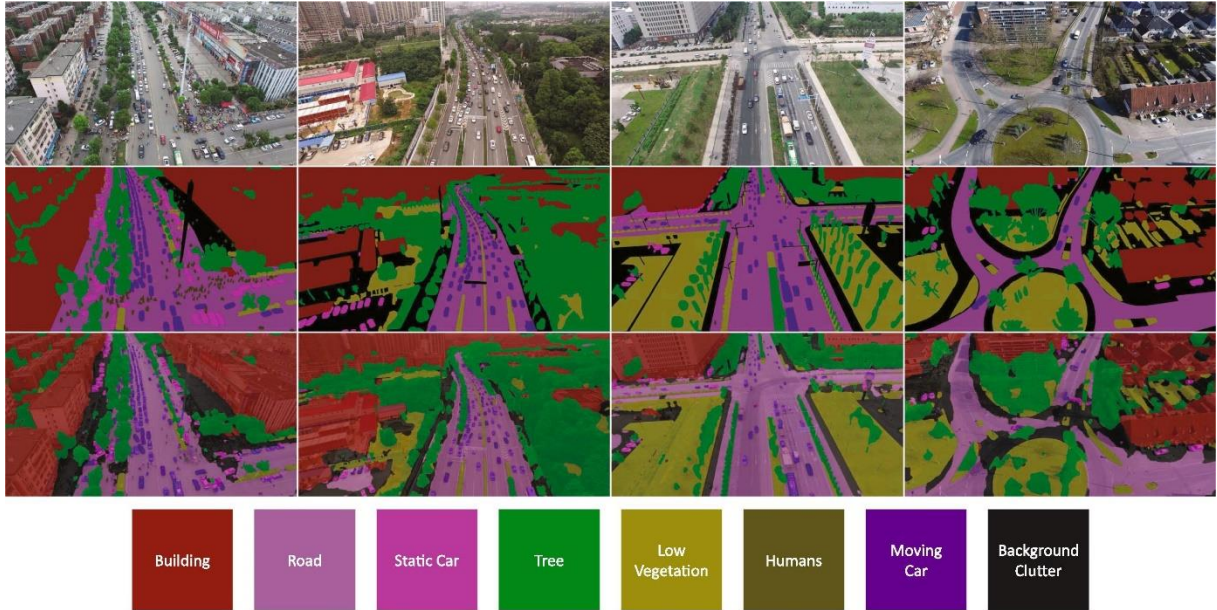 Building
Road
Static Car
Tree
Low
Vegetation
Humans
Moving
Car
Background
Clutter